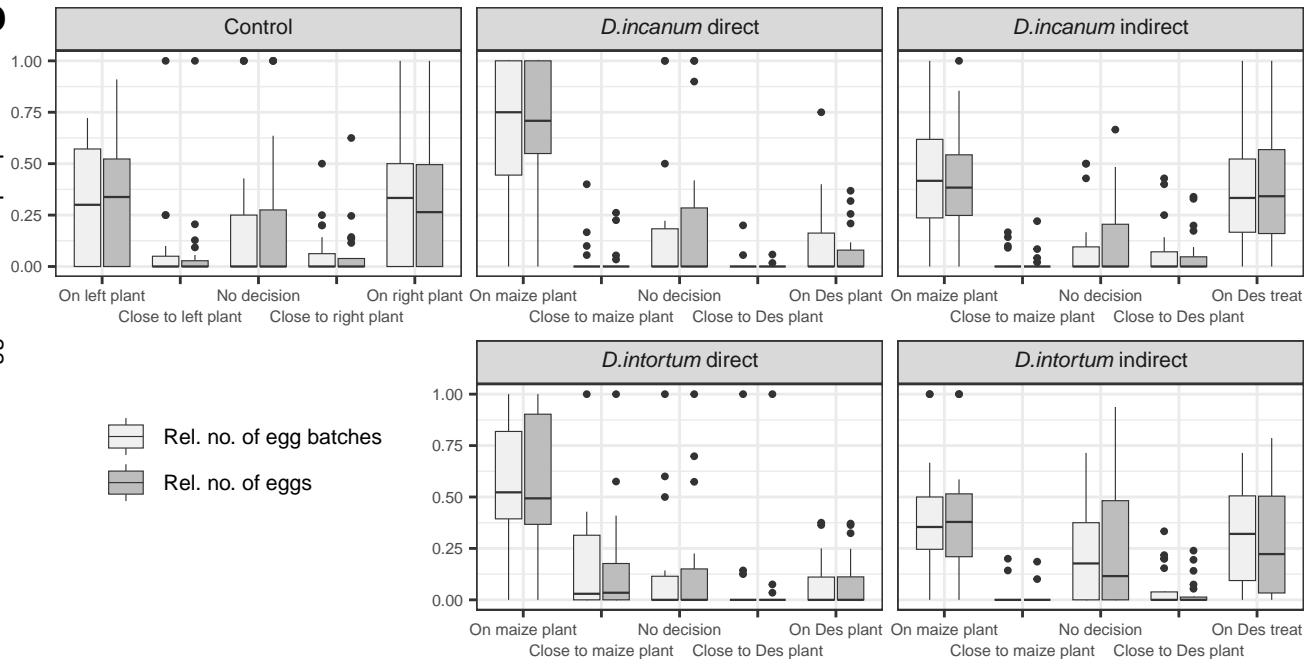 Control
D.incanum direct
D.incanum indirect
1.00
0.75
0.50
0.25
0.00
On left plant
No decision
On right plant
Close to left plant
Close to right plant
On maize plant
No decision
On Des plant
Close to maize plant
Close to Des plant
On maize plant
No decision
On Des treat
Close to maize plant
Close to Des plant
D.intortum direct
D.intortum indirect
1.00
0.75
0.50
0.25
0.00
On maize plant
No decision
On Des plant
Close to maize plant
Close to Des plant
On maize plant
No decision
On Des treat
Close to maize plant
Close to Des plant
Rel. no. of egg batches
Rel. no. of eggs